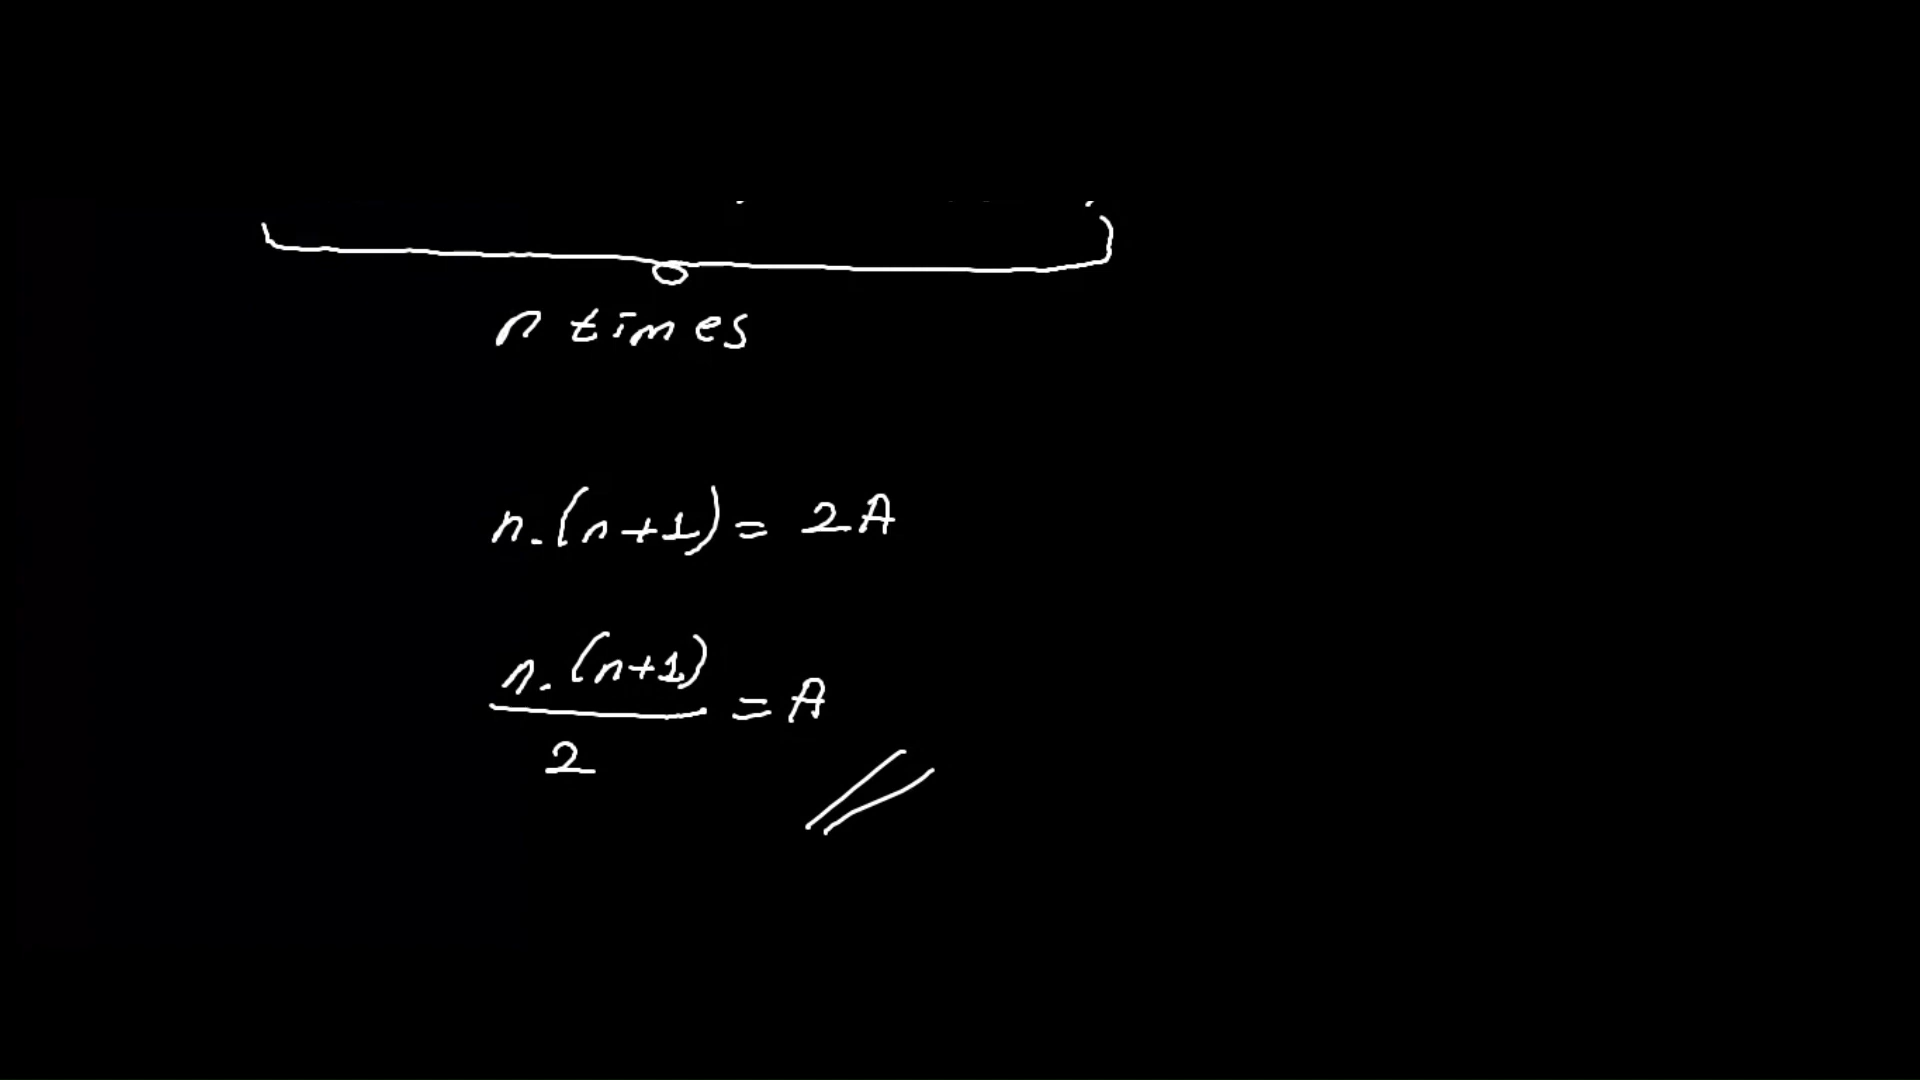 n times
n.(n+1) = 2A
n.(n+1)
2
= A